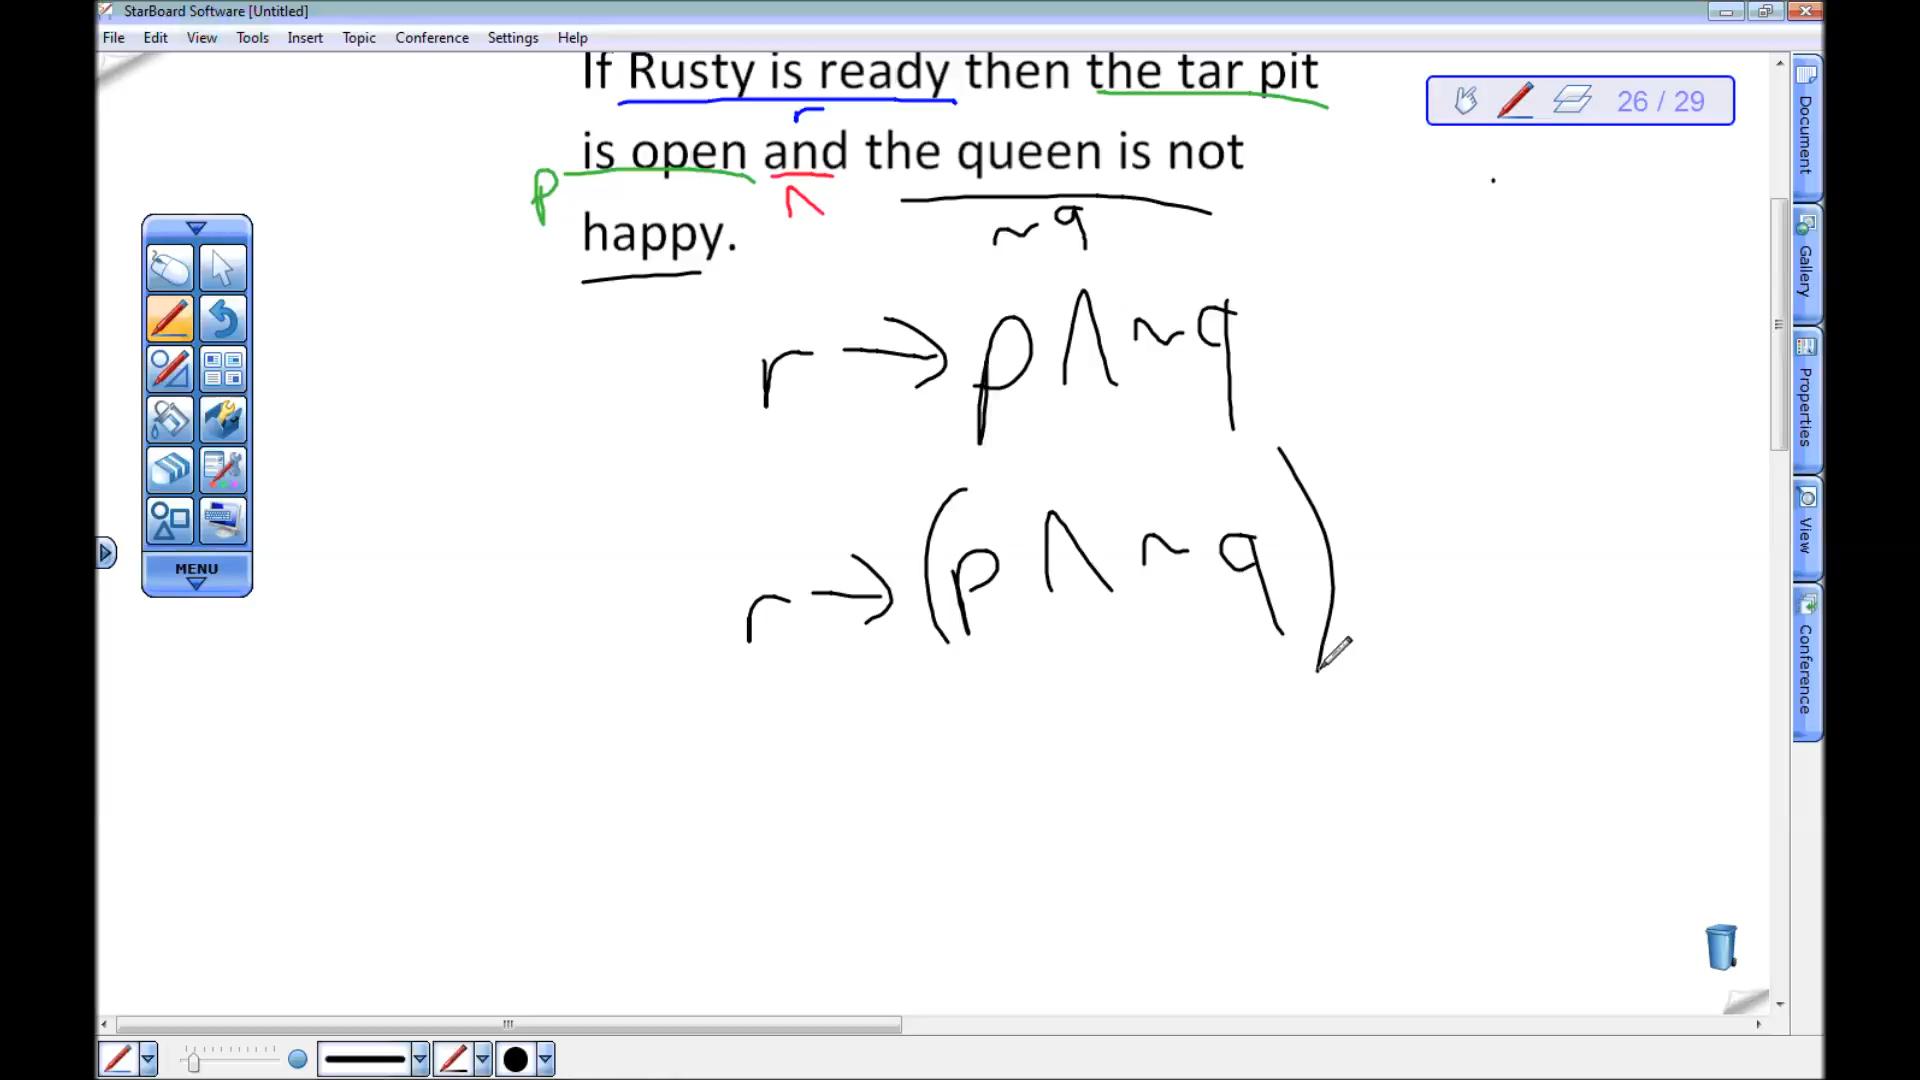 StarBoard Software [Untitled]
File Edit View Tools Insert Topic Conference Settings Help
If Rusty is ready then the tar pit
r
is open and the queen is not
p ∧
happy.
~q
26 / 29
r → p ∧ ~q
r → (p ∧ ~q)
MENU
Document
Gallery
Properties
View
Conference